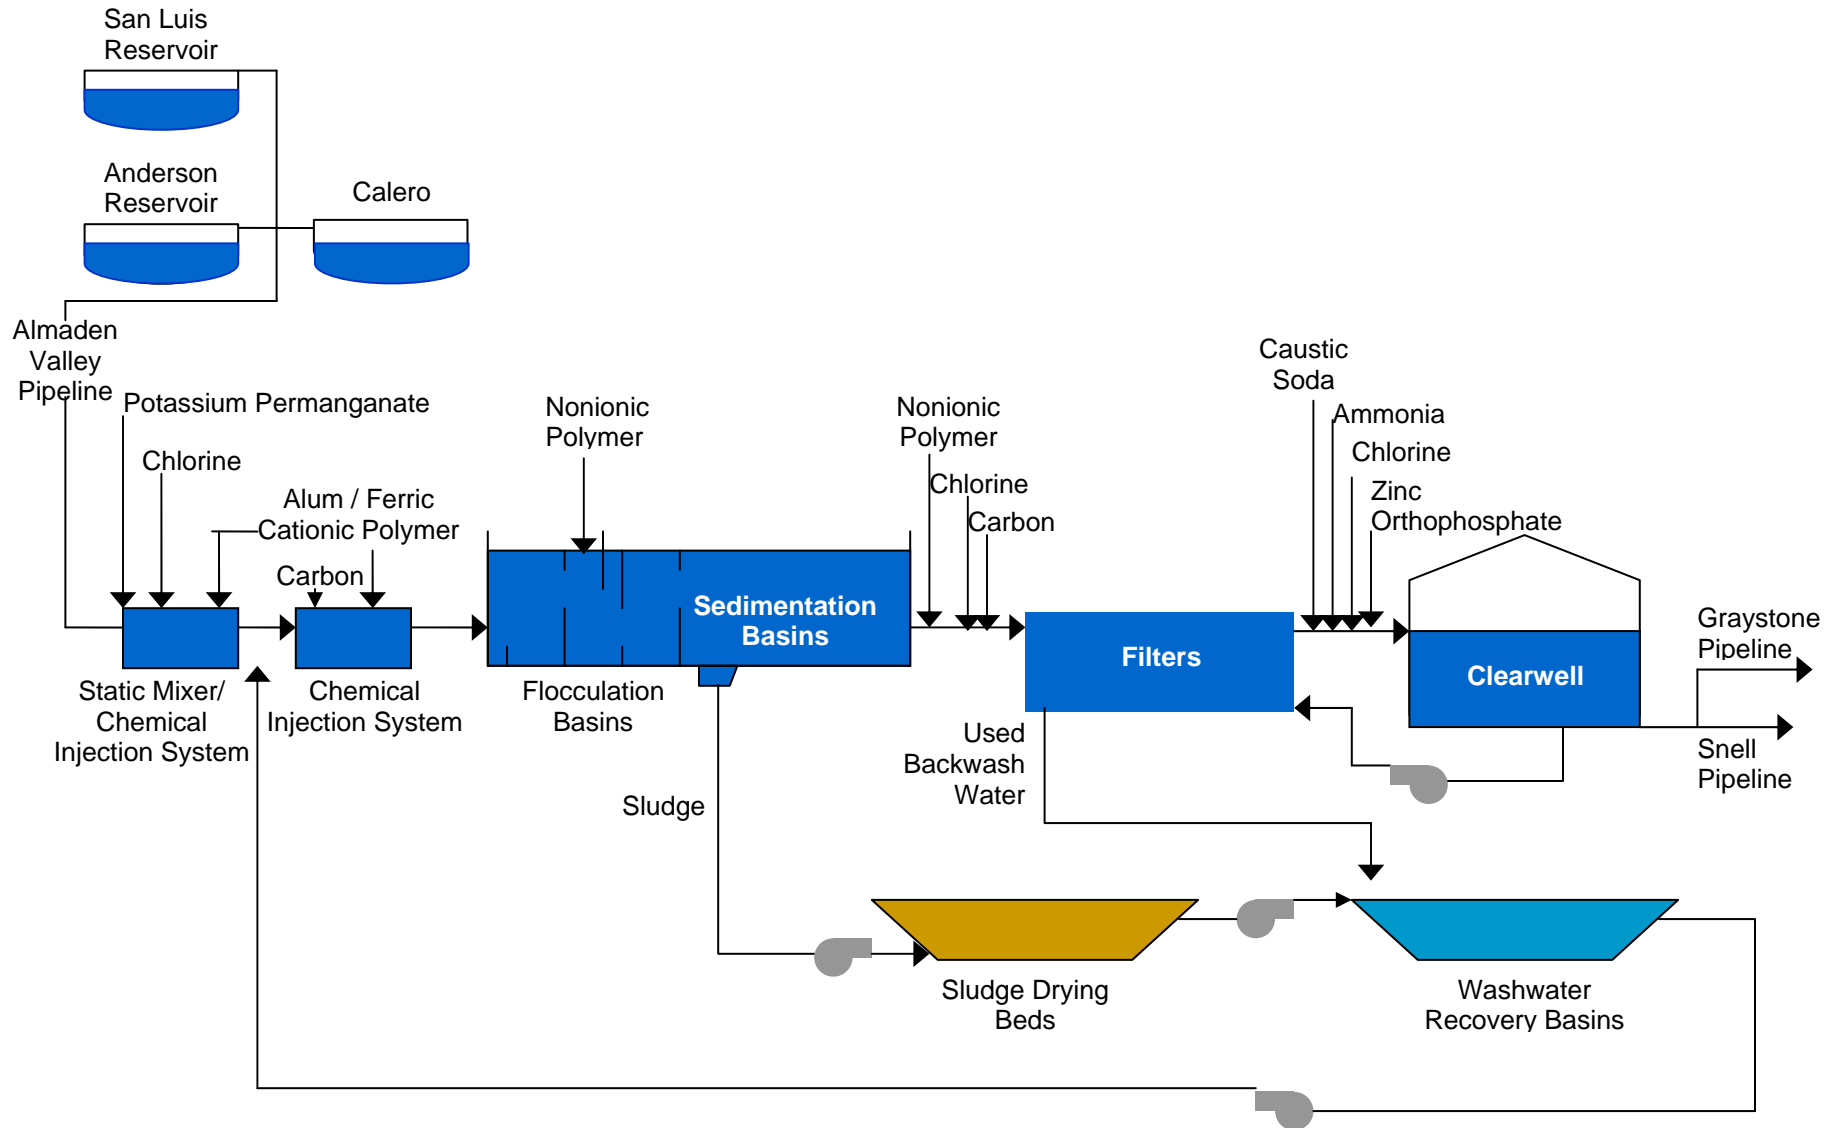 San Luis
Reservoir
Anderson
Reservoir
Calero
Almaden
Valley
Pipeline
Potassium Permanganate
Chlorine
Alum / Ferric
Cationic Polymer
Carbon
Nonionic
Polymer
Nonionic
Polymer
Chlorine
Carbon
Caustic
Soda
Ammonia
Chlorine
Zinc
Orthophosphate
Static Mixer/
Chemical
Injection System
Chemical
Injection System
Flocculation
Basins
Sedimentation
Basins
Filters
Clearwell
Graystone
Pipeline
Snell
Pipeline
Used
Backwash
Water
Sludge
Sludge Drying
Beds
Washwater
Recovery Basins